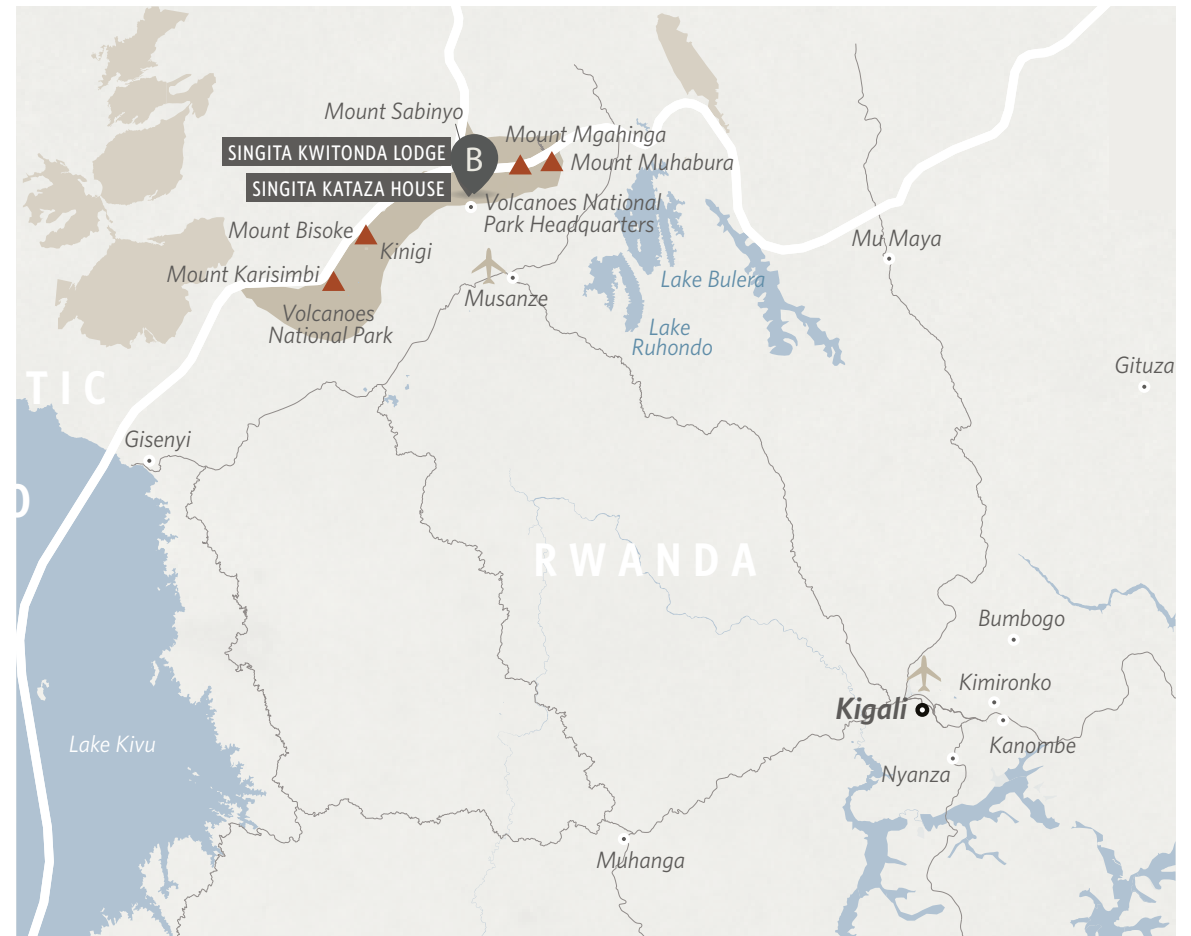 Mount Sabinyo
Mount Mgahinga
SINGITA KWITONDA LODGE
B
Mount Muhabura
SINGITA KATAZA HOUSE
Volcanoes National
Park Headquarters
Mount Bisoke
Kinigi
Mu Maya
Mount Karisimbi
Lake Bulera
Musanze
Volcanoes
National Park
Lake
Ruhondo
Gituza
TIC
Gisenyi
O
RWANDA
Bumbogo
Kimironko
Kigali
Lake Kivu
Kanombe
Nyanza
Muhanga